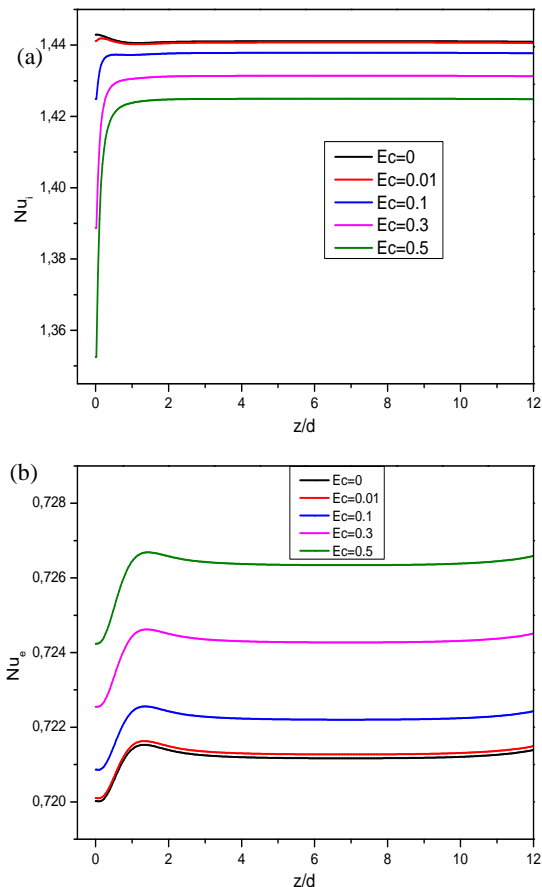 (a)
Nu_i
1,44
1,42
1,40
1,38
1,36
Ec=0
Ec=0.01
Ec=0.1
Ec=0.3
Ec=0.5
0 2 4 6 8 10 12
z/d
(b)
Nu_e
0,728
0,726
0,724
0,722
0,720
Ec=0
Ec=0.01
Ec=0.1
Ec=0.3
Ec=0.5
0 2 4 6 8 10 12
z/d